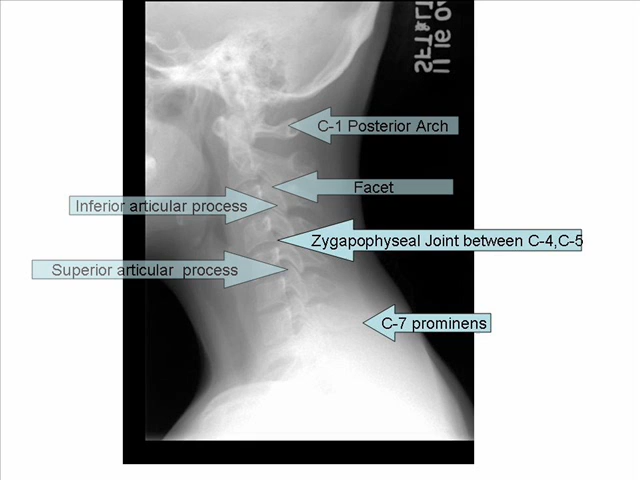 C-1 Posterior Arch
Facet
Inferior articular process
Zygapophyseal Joint between C-4,C-5
Superior articular  process
C-7 prominens